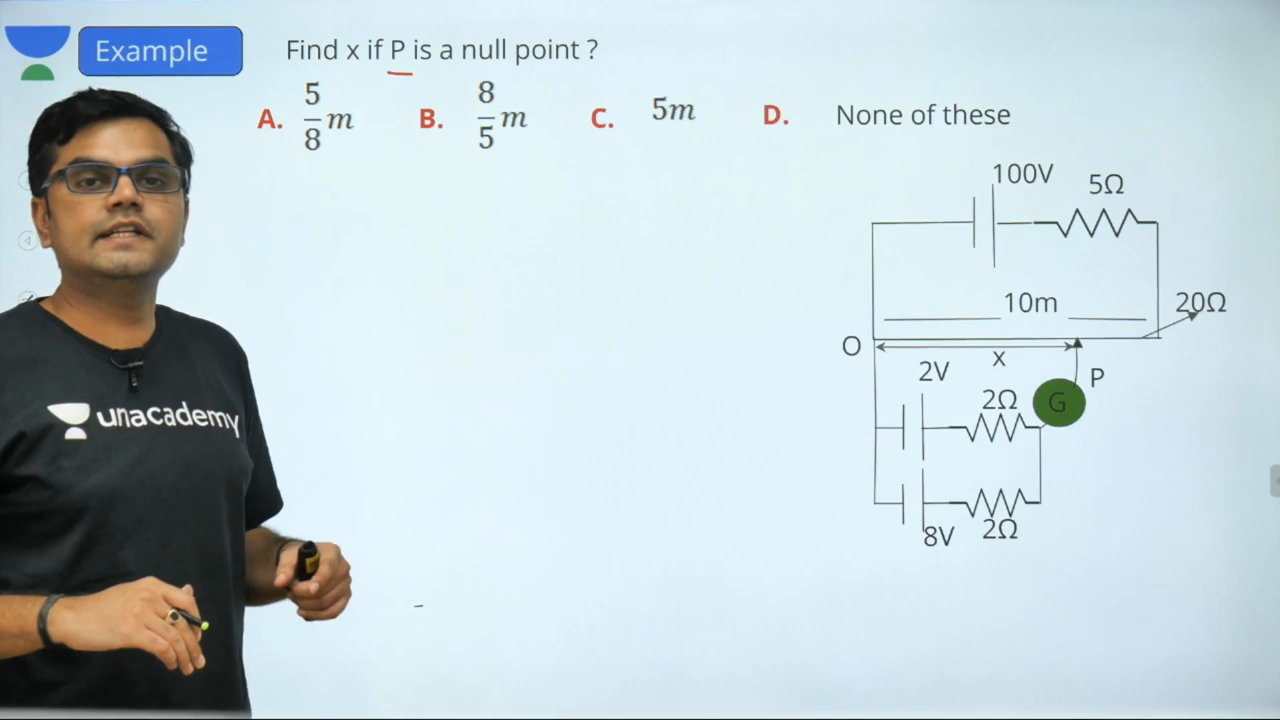 Example
Find x if P is a null point ?
A. 5/8 m B. 8/5 m C. 5m D. None of these
100V
5Ω
10m
20Ω
O
x
P
2V
2Ω
G
8V
2Ω
unacademy